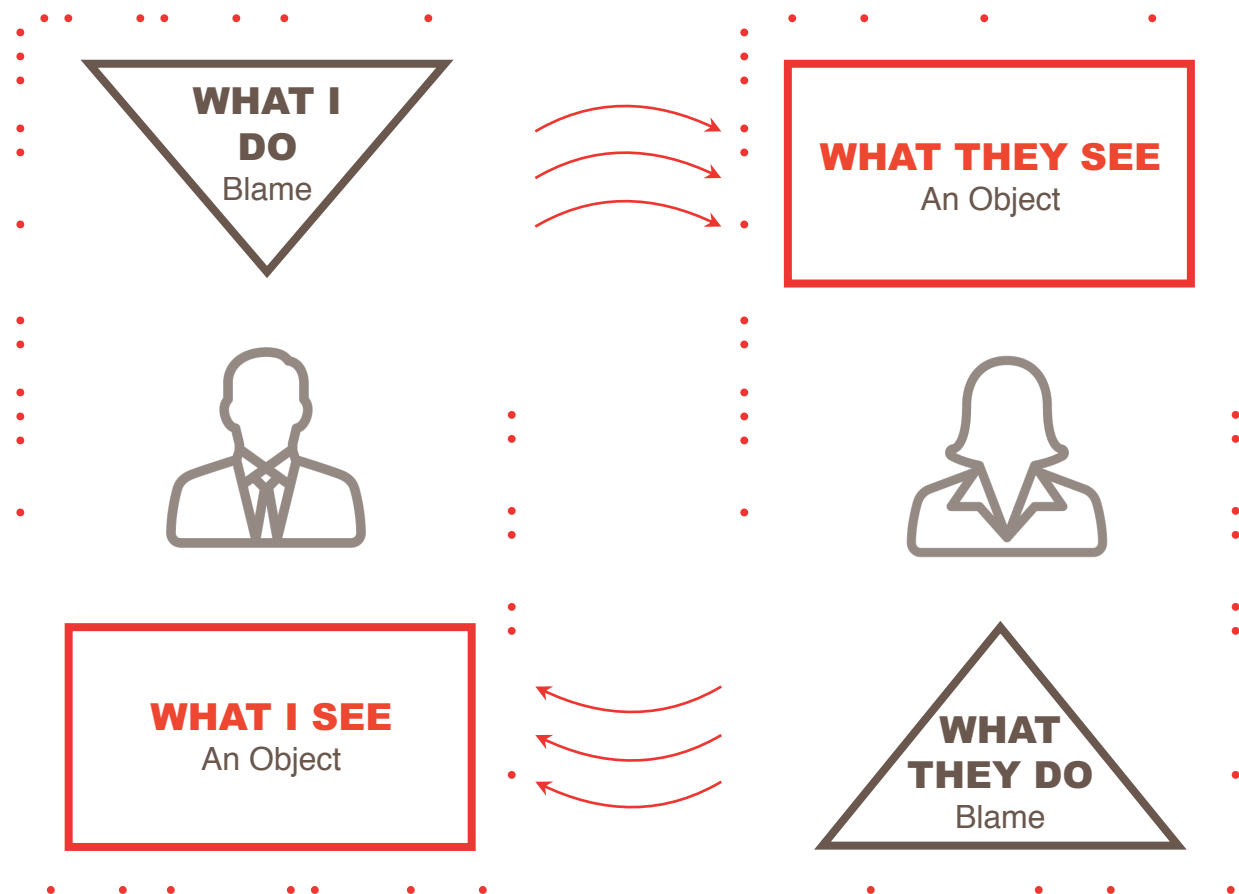 WHAT I
DO
Blame
WHAT THEY SEE
An Object
WHAT I SEE
An Object
WHAT
THEY DO
Blame